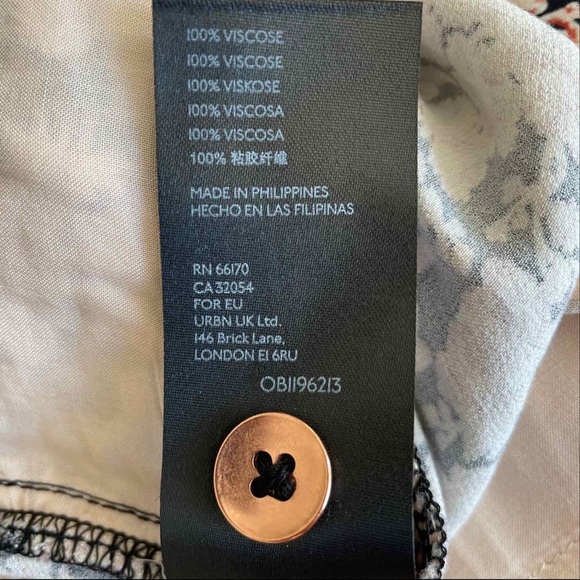 100% VISCOSE
100% VISCOSE
100% VISKOSE
100% VISCOSA
100% VISCOSA
100% 粘胶纤维
MADE IN PHILIPPINES
HECHO EN LAS FILIPINAS
RN 66170
CA 32054
FOR EU
URBN UK Ltd.
146 Brick Lane,
LONDON E1 6RU
OB1196213